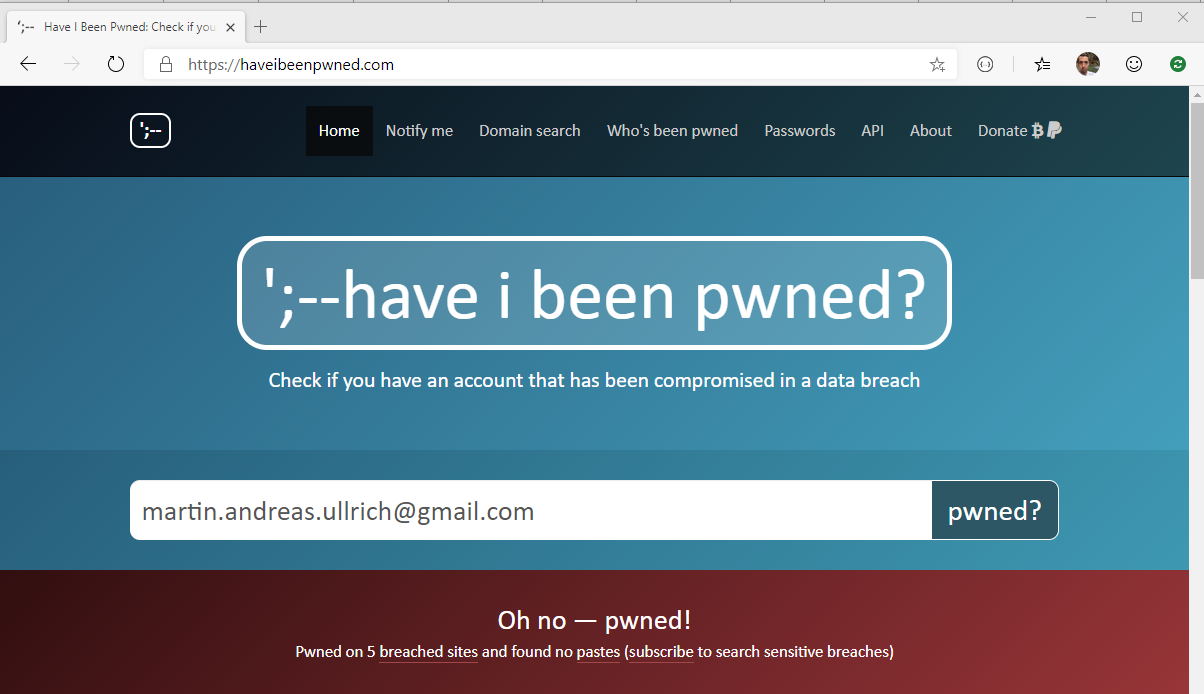 ';-- Have I Been Pwned: Check if you
https://haveibeenpwned.com
';--
Home Notify me Domain search Who's been pwned Passwords API About Donate
';--have i been pwned?
Check if you have an account that has been compromised in a data breach
martin.andreas.ullrich@gmail.com pwned?
Oh no — pwned!
Pwned on 5 breached sites and found no pastes (subscribe to search sensitive breaches)